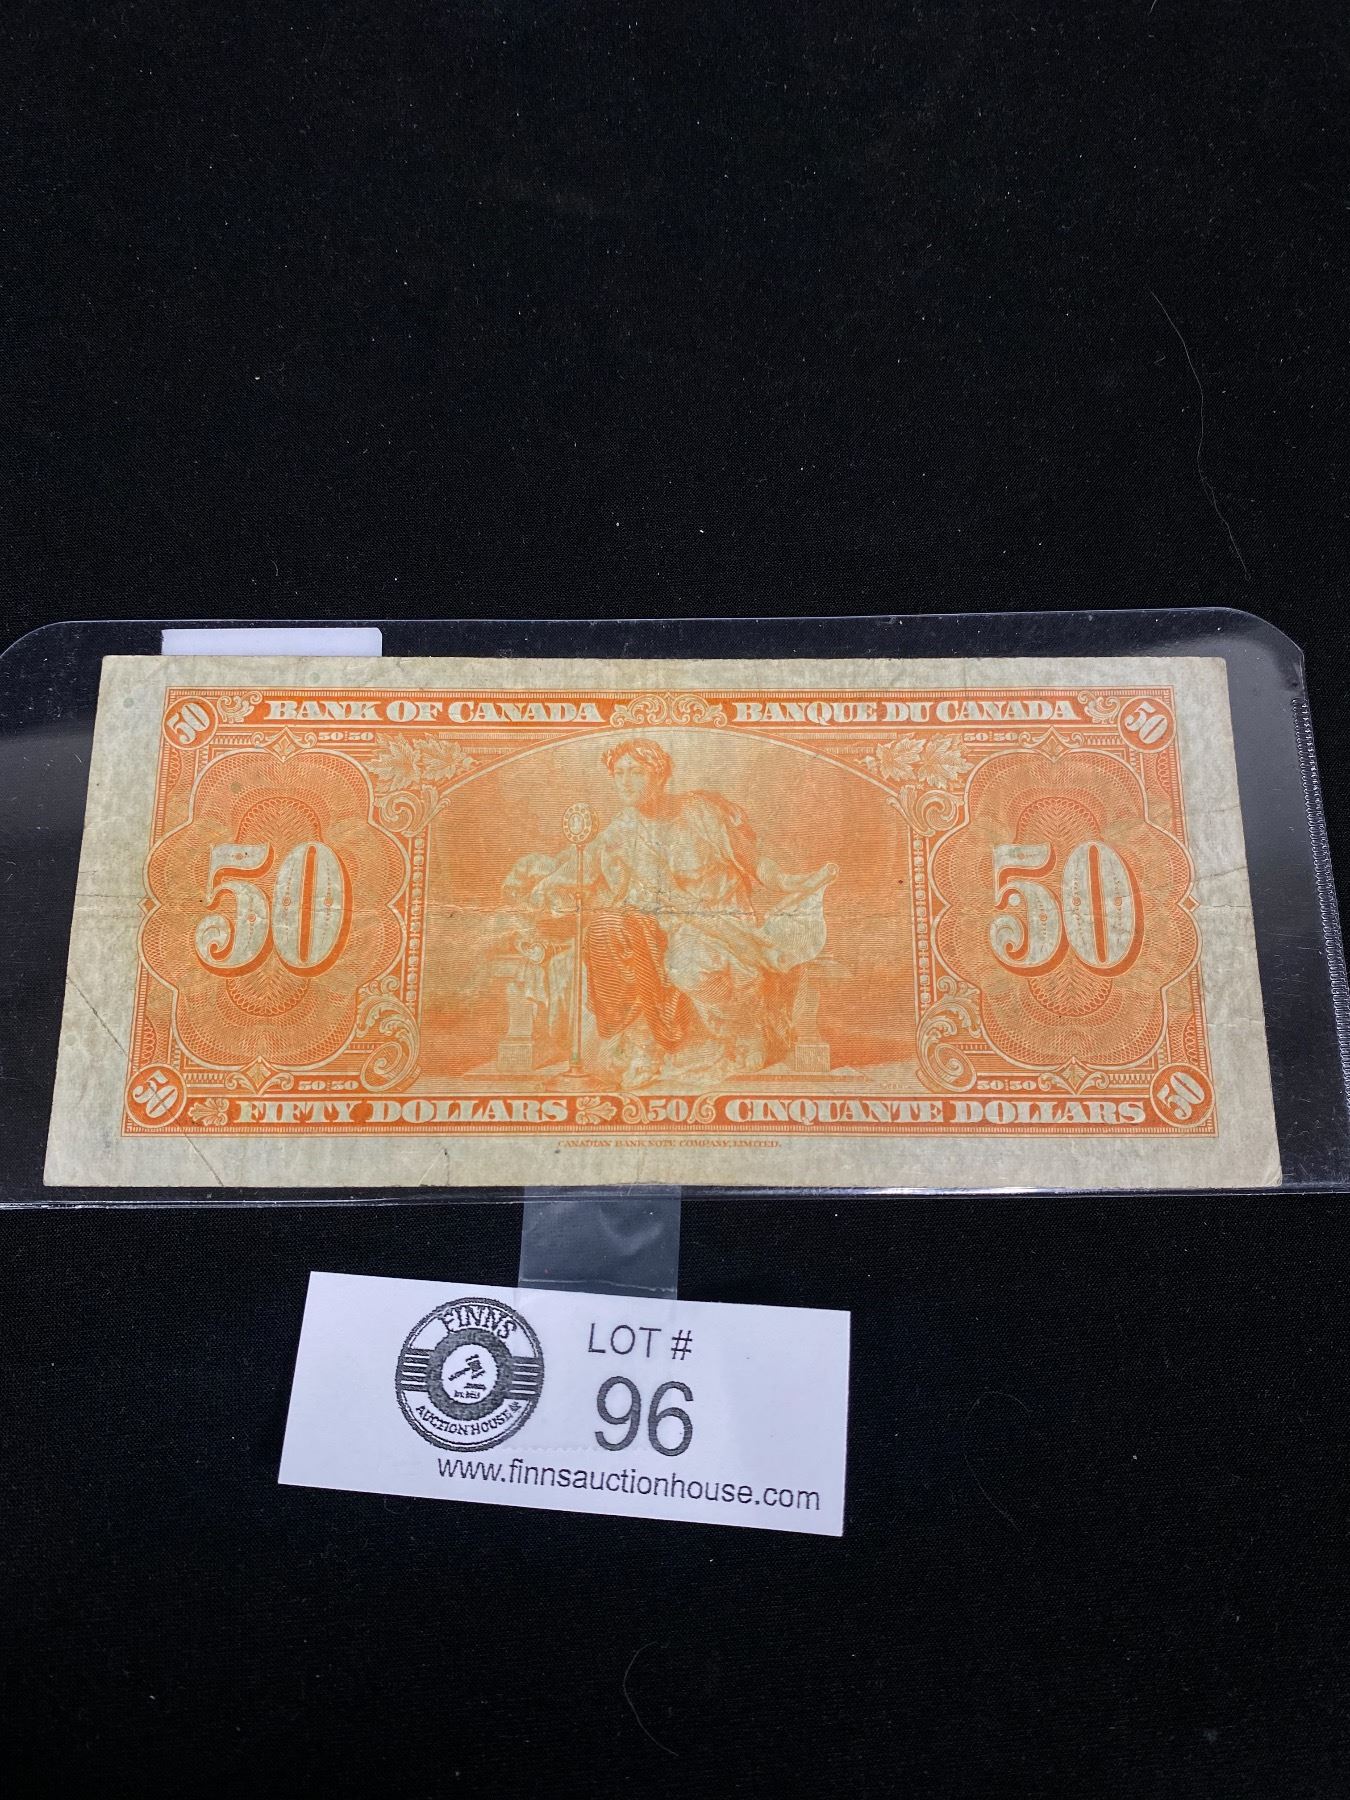 50 BANK OF CANADA BANQUE DU CANADA 50
50:50 50:50
50 50
50:50 50:50
50 FIFTY DOLLARS 50 CINQUANTE DOLLARS 50
CANADIAN BANK NOTE COMPANY, LIMITED.
FINNS
AUCTION HOUSE
LOT #
96
www.finnsauctionhouse.com